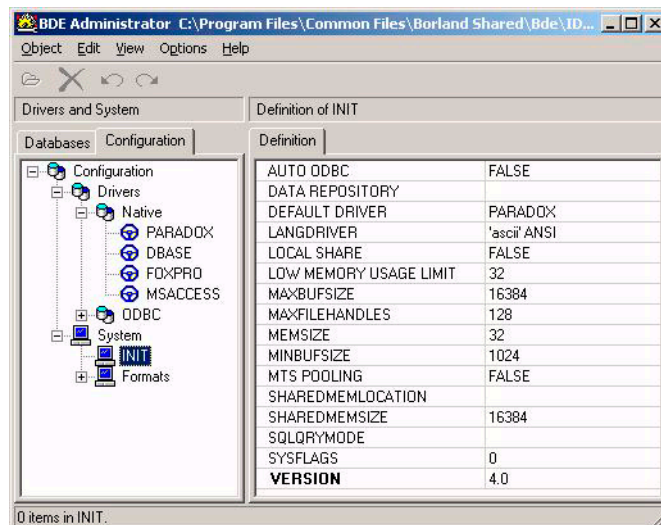 BDE Administrator C:\Program Files\Common Files\Borland Shared\Bde\ID...
Object Edit View Options Help
Drivers and System
Definition of INIT
Databases Configuration
Definition
Configuration
Drivers
Native
PARADOX
DBASE
FOXPRO
MSACCESS
ODBC
System
INIT
Formats
AUTO ODBC FALSE
DATA REPOSITORY
DEFAULT DRIVER PARADOX
LANGDRIVER 'ascii' ANSI
LOCAL SHARE FALSE
LOW MEMORY USAGE LIMIT 32
MAXBUFSIZE 16384
MAXFILEHANDLES 128
MEMSIZE 32
MINBUFSIZE 1024
MTS POOLING FALSE
SHAREDMEMLOCATION
SHAREDMEMSIZE 16384
SQLQRYMODE
SYSFLAGS 0
VERSION 4.0
0 items in INIT.